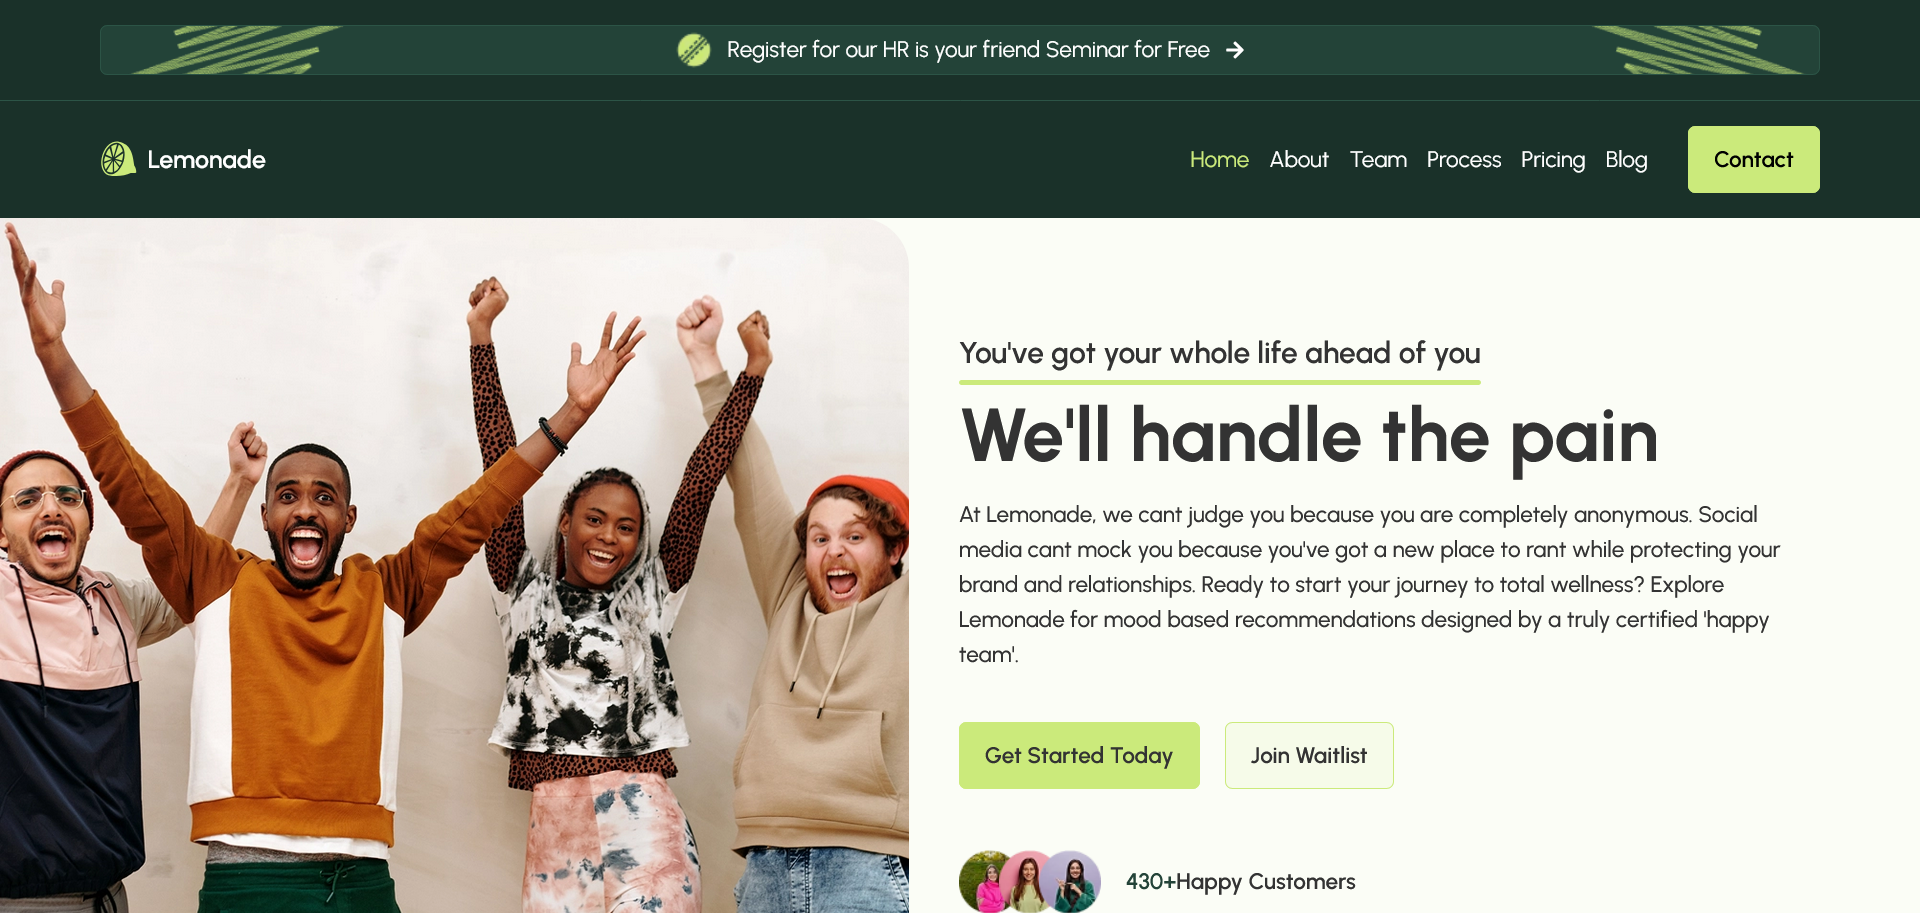 Register for our HR is your friend Seminar for Free
Lemonade
Home About Team Process Pricing Blog Contact
You've got your whole life ahead of you
We'll handle the pain
At Lemonade, we cant judge you because you are completely anonymous. Social
media cant mock you because you've got a new place to rant while protecting your
brand and relationships. Ready to start your journey to total wellness? Explore
Lemonade for mood based recommendations designed by a truly certified 'happy
team'.
Get Started Today Join Waitlist
430+Happy Customers